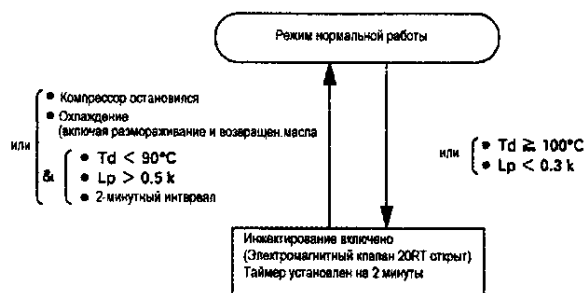 Режим нормальной работы
или
● Компрессор остановился
● Охлаждение
(включая размораживание и возвращен. масла
&
● Td < 90°C
● Lp > 0.5 k
● 2-минутный интервал
или
● Td ≧ 100°C
● Lp < 0.3 k
Инжектирование включено
(Электромагнитный клапан 20RT открыт)
Таймер установлен на 2 минуты